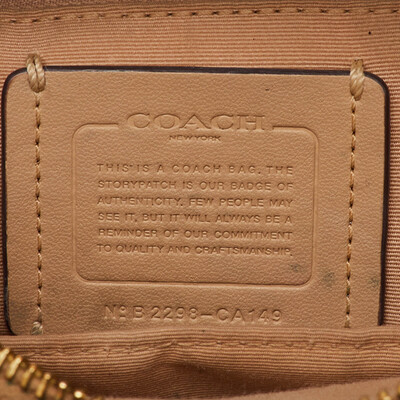 COACH
NEW YORK
THIS IS A COACH BAG. THE
STORYPATCH IS OUR BADGE OF
AUTHENTICITY. FEW PEOPLE MAY
SEE IT, BUT IT WILL ALWAYS BE A
REMINDER OF OUR COMMITMENT
TO QUALITY AND CRAFTSMANSHIP.
No. B 2298-CA149